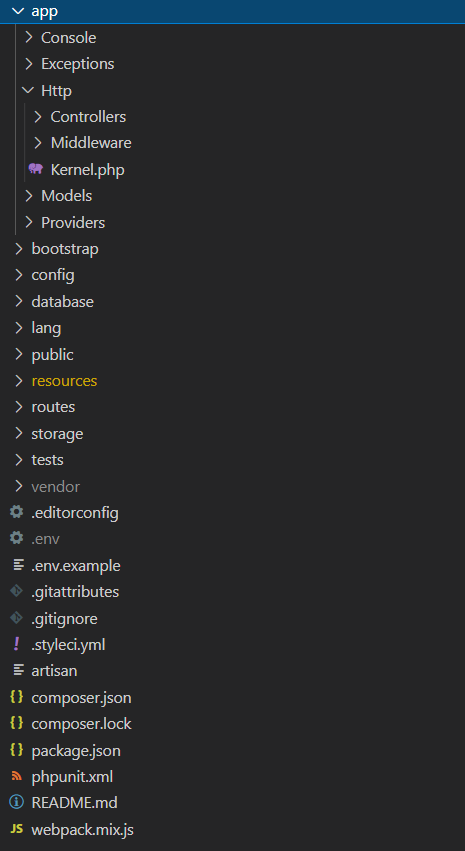 app
Console
Exceptions
Http
Controllers
Middleware
Kernel.php
Models
Providers
bootstrap
config
database
lang
public
resources
routes
storage
tests
vendor
.editorconfig
.env
.env.example
.gitattributes
.gitignore
! .styleci.yml
artisan
{} composer.json
{} composer.lock
{} package.json
phpunit.xml
README.md
JS webpack.mix.js